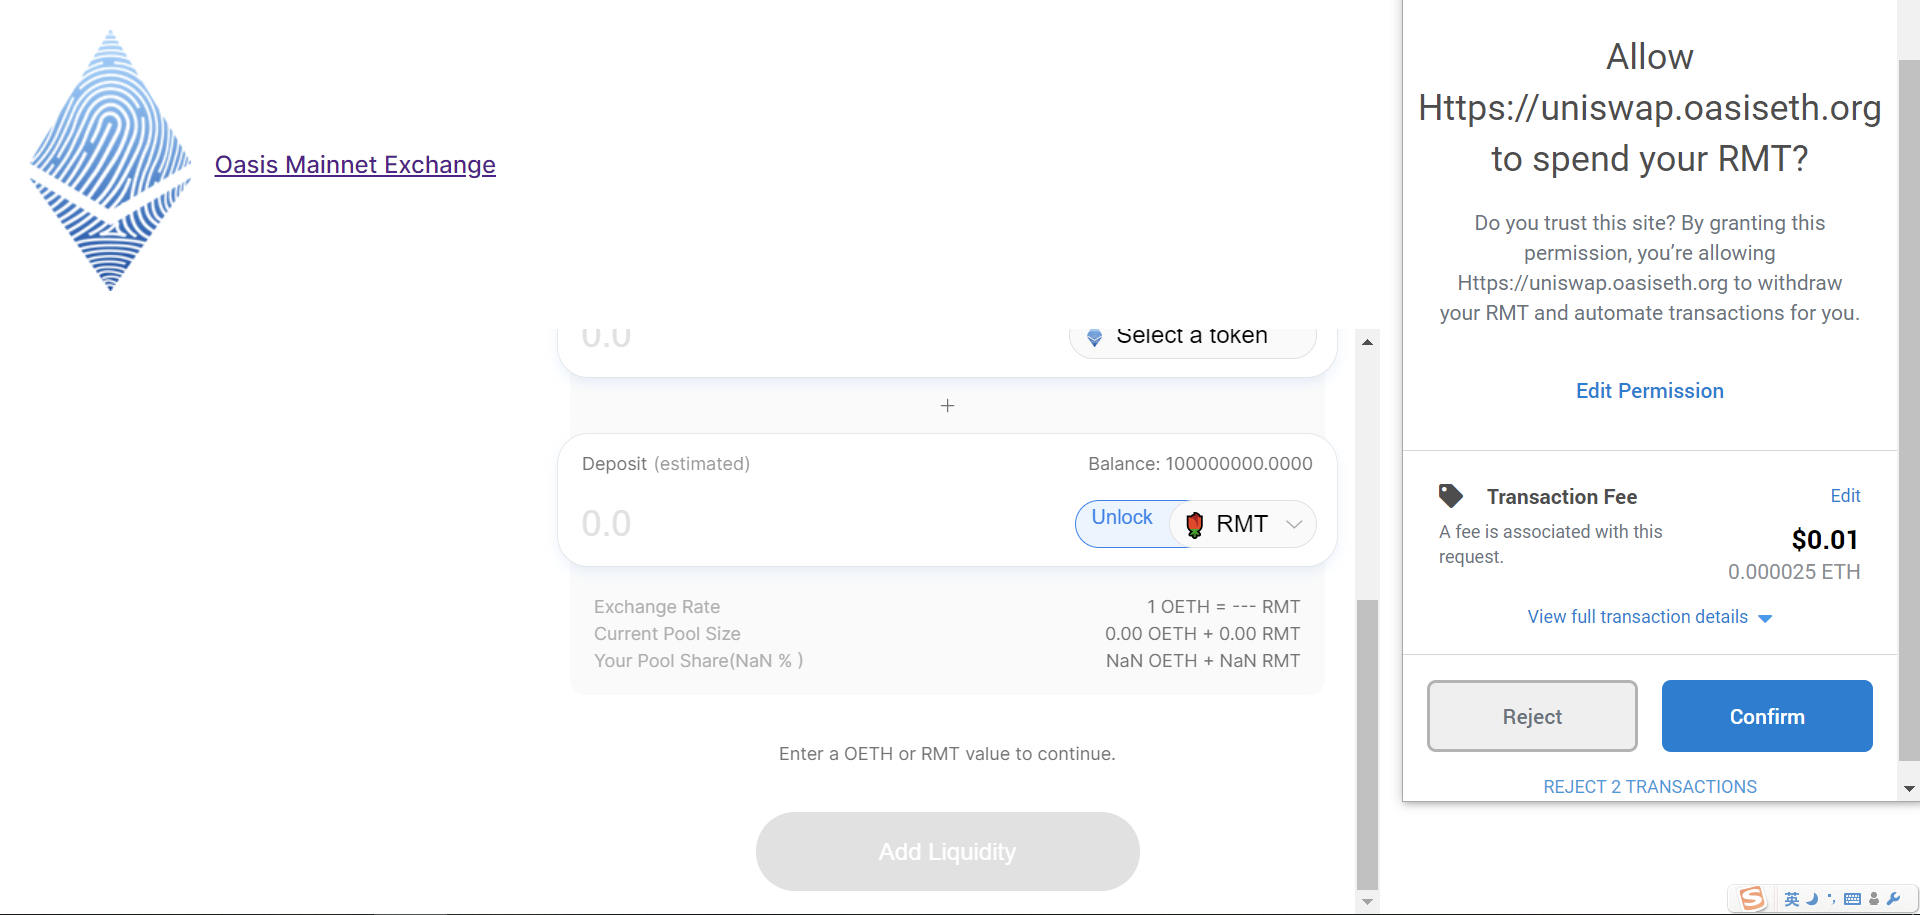 Oasis Mainnet Exchange
0.0
Select a token
+
Deposit (estimated)
Balance: 100000000.0000
0.0
Unlock
RMT
Exchange Rate
1 OETH = --- RMT
Current Pool Size
0.00 OETH + 0.00 RMT
Your Pool Share(NaN % )
NaN OETH + NaN RMT
Enter a OETH or RMT value to continue.
Add Liquidity
Allow
Https://uniswap.oasiseth.org
to spend your RMT?
Do you trust this site? By granting this
permission, you’re allowing
Https://uniswap.oasiseth.org to withdraw
your RMT and automate transactions for you.
Edit Permission
Transaction Fee
Edit
A fee is associated with this
request.
$0.01
0.000025 ETH
View full transaction details
Reject
Confirm
REJECT 2 TRANSACTIONS
S
英